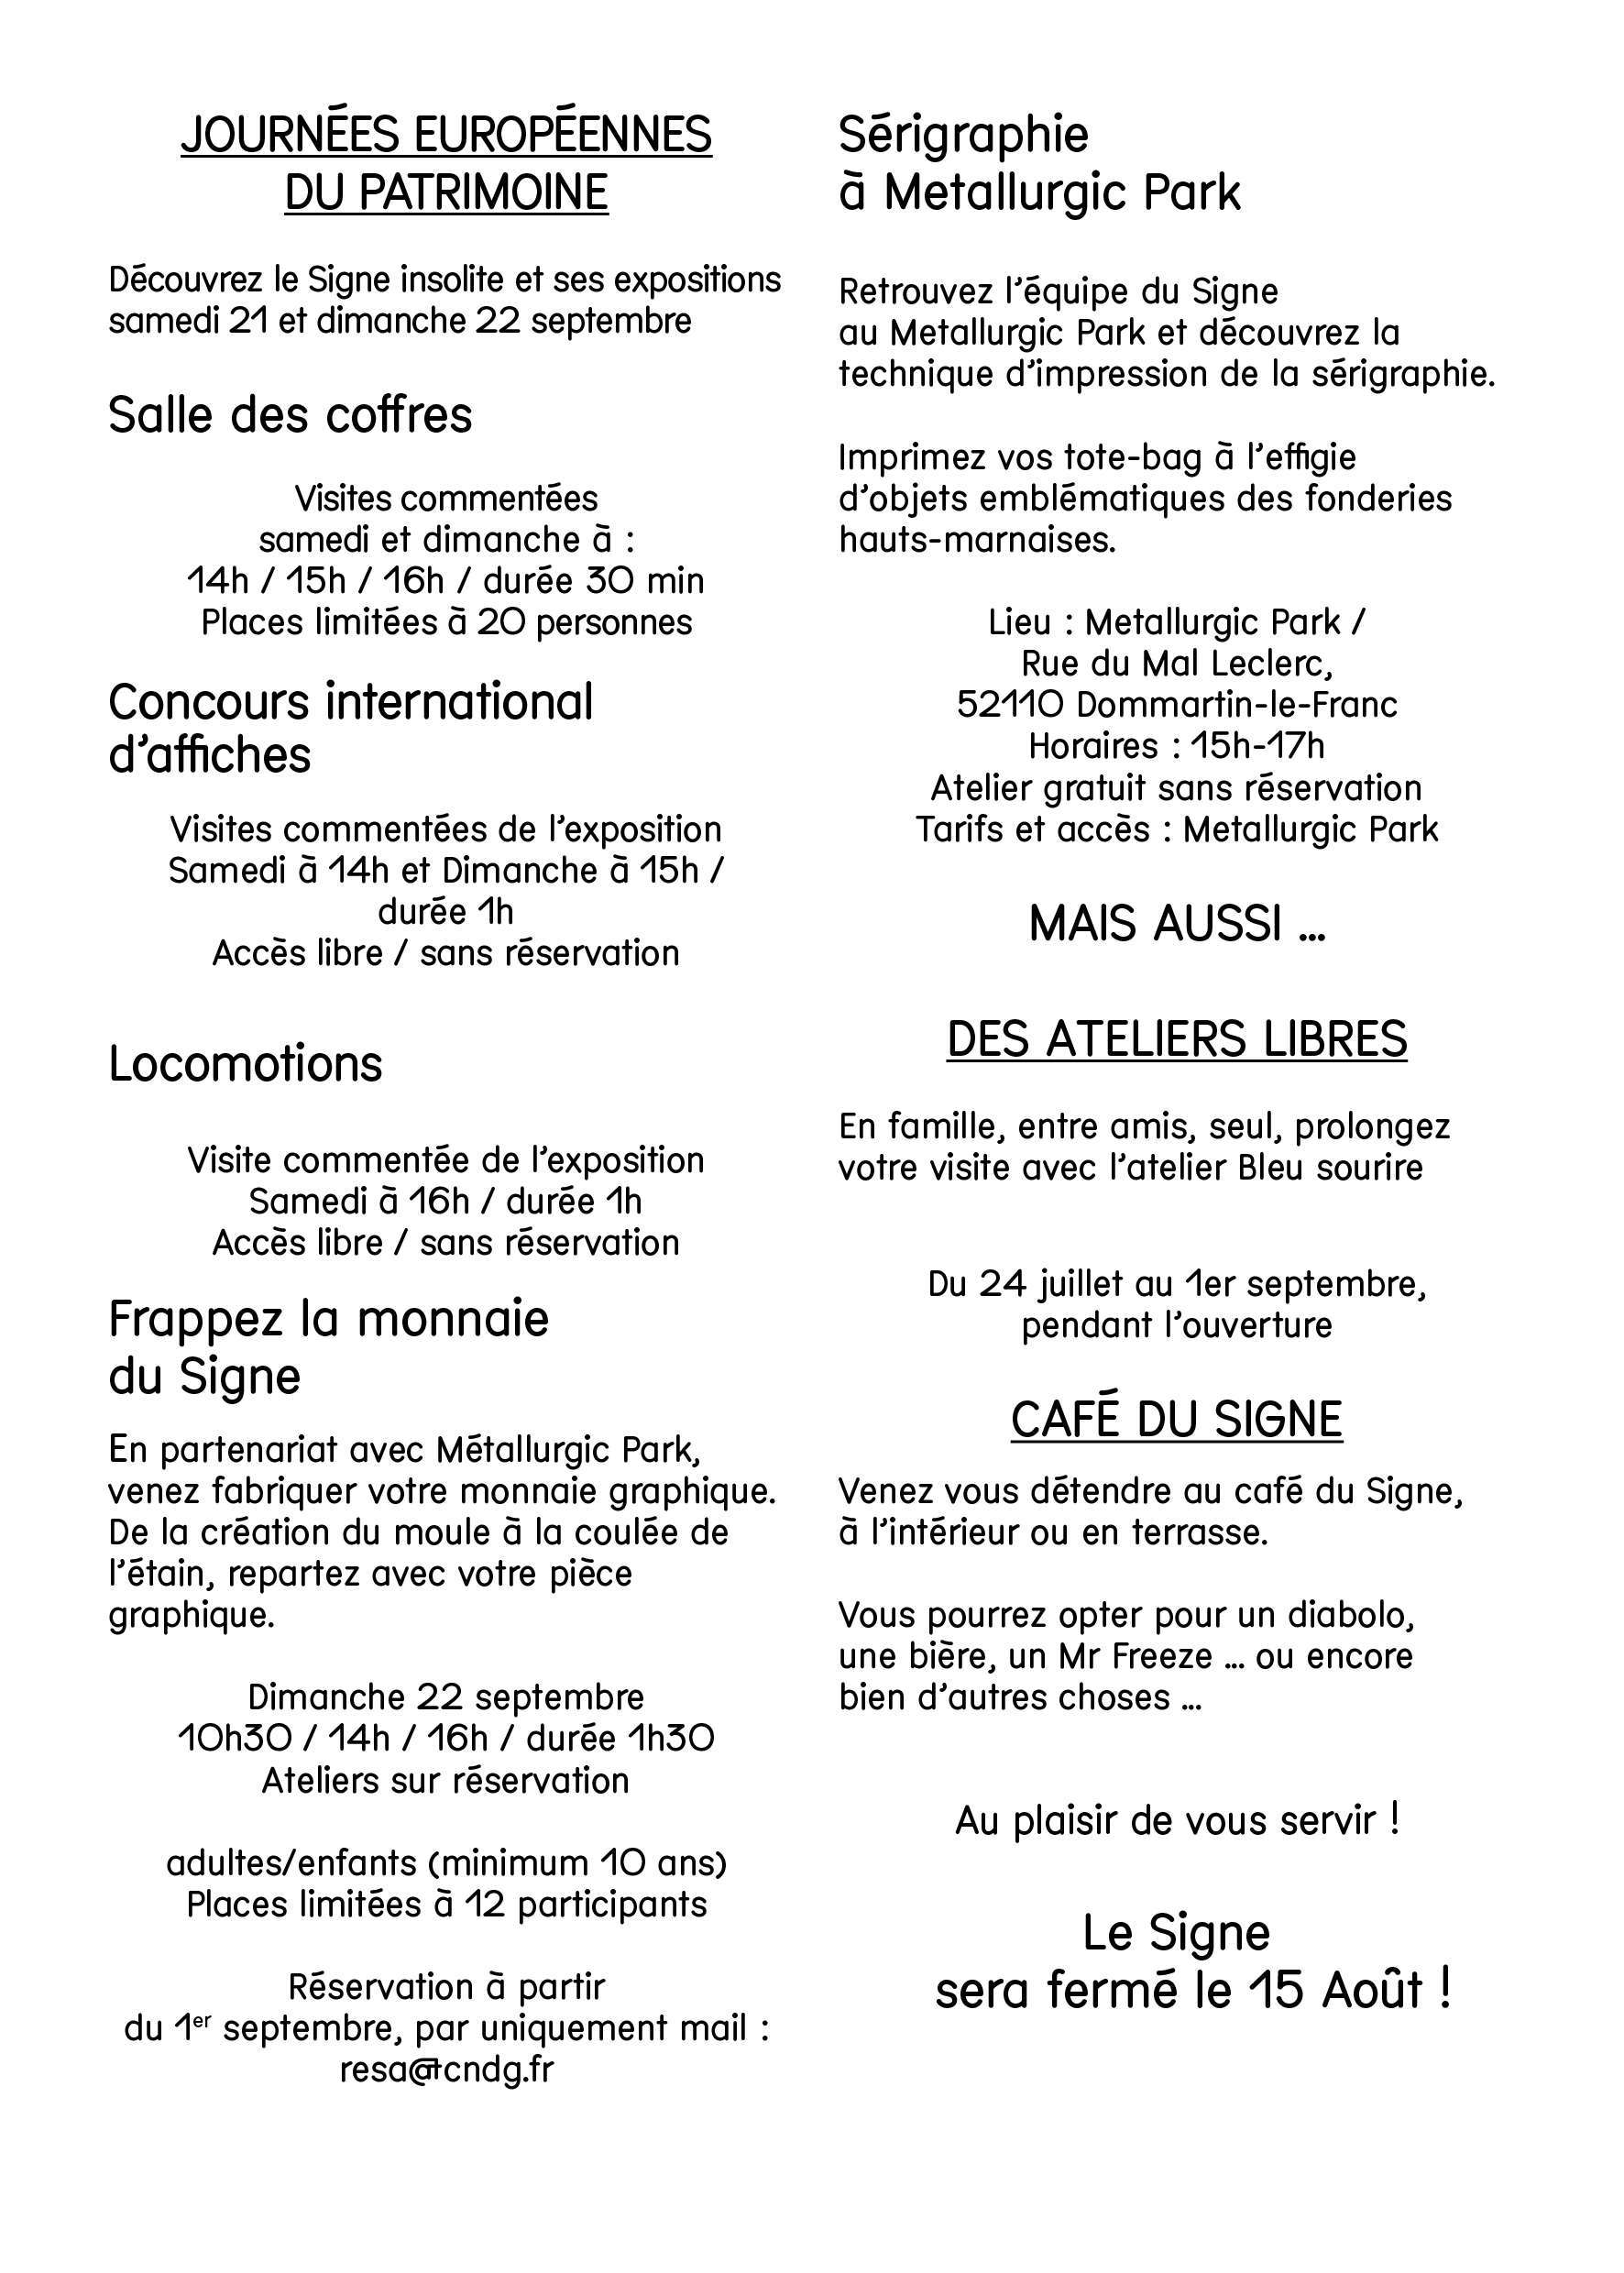 JOURNÉES EUROPÉENNES
DU PATRIMOINE
Découvrez le Signe insolite et ses expositions
samedi 21 et dimanche 22 septembre
Salle des coffres
Visites commentées
samedi et dimanche à :
14h / 15h / 16h / durée 30 min
Places limitées à 20 personnes
Concours international
d’affiches
Visites commentées de l’exposition
Samedi à 14h et Dimanche à 15h /
durée 1h
Accès libre / sans réservation
Locomotions
Visite commentée de l’exposition
Samedi à 16h / durée 1h
Accès libre / sans réservation
Frappez la monnaie
du Signe
En partenariat avec Métallurgic Park,
venez fabriquer votre monnaie graphique.
De la création du moule à la coulée de
l’étain, repartez avec votre pièce
graphique.
Dimanche 22 septembre
10h30 / 14h / 16h / durée 1h30
Ateliers sur réservation
adultes/enfants (minimum 10 ans)
Places limitées à 12 participants
Réservation à partir
du 1er septembre, par uniquement mail :
resa@cndg.fr
Sérigraphie
à Metallurgic Park
Retrouvez l’équipe du Signe
au Metallurgic Park et découvrez la
technique d’impression de la sérigraphie.
Imprimez vos tote-bag à l’effigie
d’objets emblématiques des fonderies
hauts-marnaises.
Lieu : Metallurgic Park /
Rue du Mal Leclerc,
52110 Dommartin-le-Franc
Horaires : 15h-17h
Atelier gratuit sans réservation
Tarifs et accès : Metallurgic Park
MAIS AUSSI ...
DES ATELIERS LIBRES
En famille, entre amis, seul, prolongez
votre visite avec l’atelier Bleu sourire
Du 24 juillet au 1er septembre,
pendant l’ouverture
CAFÉ DU SIGNE
Venez vous détendre au café du Signe,
à l’intérieur ou en terrasse.
Vous pourrez opter pour un diabolo,
une bière, un Mr Freeze ... ou encore
bien d’autres choses ...
Au plaisir de vous servir !
Le Signe
sera fermé le 15 Août !